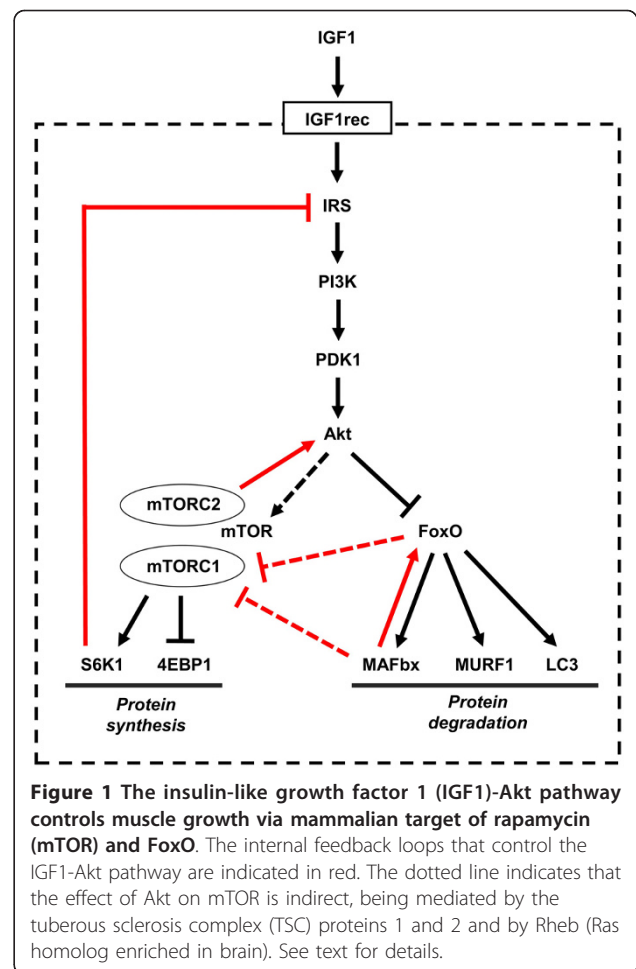 IGF1
IGF1rec
IRS
PI3K
PDK1
Akt
mTORC2
mTOR
FoxO
mTORC1
S6K1 4EBP1 MAFbx MURF1 LC3
Protein synthesis
Protein degradation
Figure 1 The insulin-like growth factor 1 (IGF1)-Akt pathway
controls muscle growth via mammalian target of rapamycin
(mTOR) and FoxO. The internal feedback loops that control the
IGF1-Akt pathway are indicated in red. The dotted line indicates that
the effect of Akt on mTOR is indirect, being mediated by the
tuberous sclerosis complex (TSC) proteins 1 and 2 and by Rheb (Ras
homolog enriched in brain). See text for details.